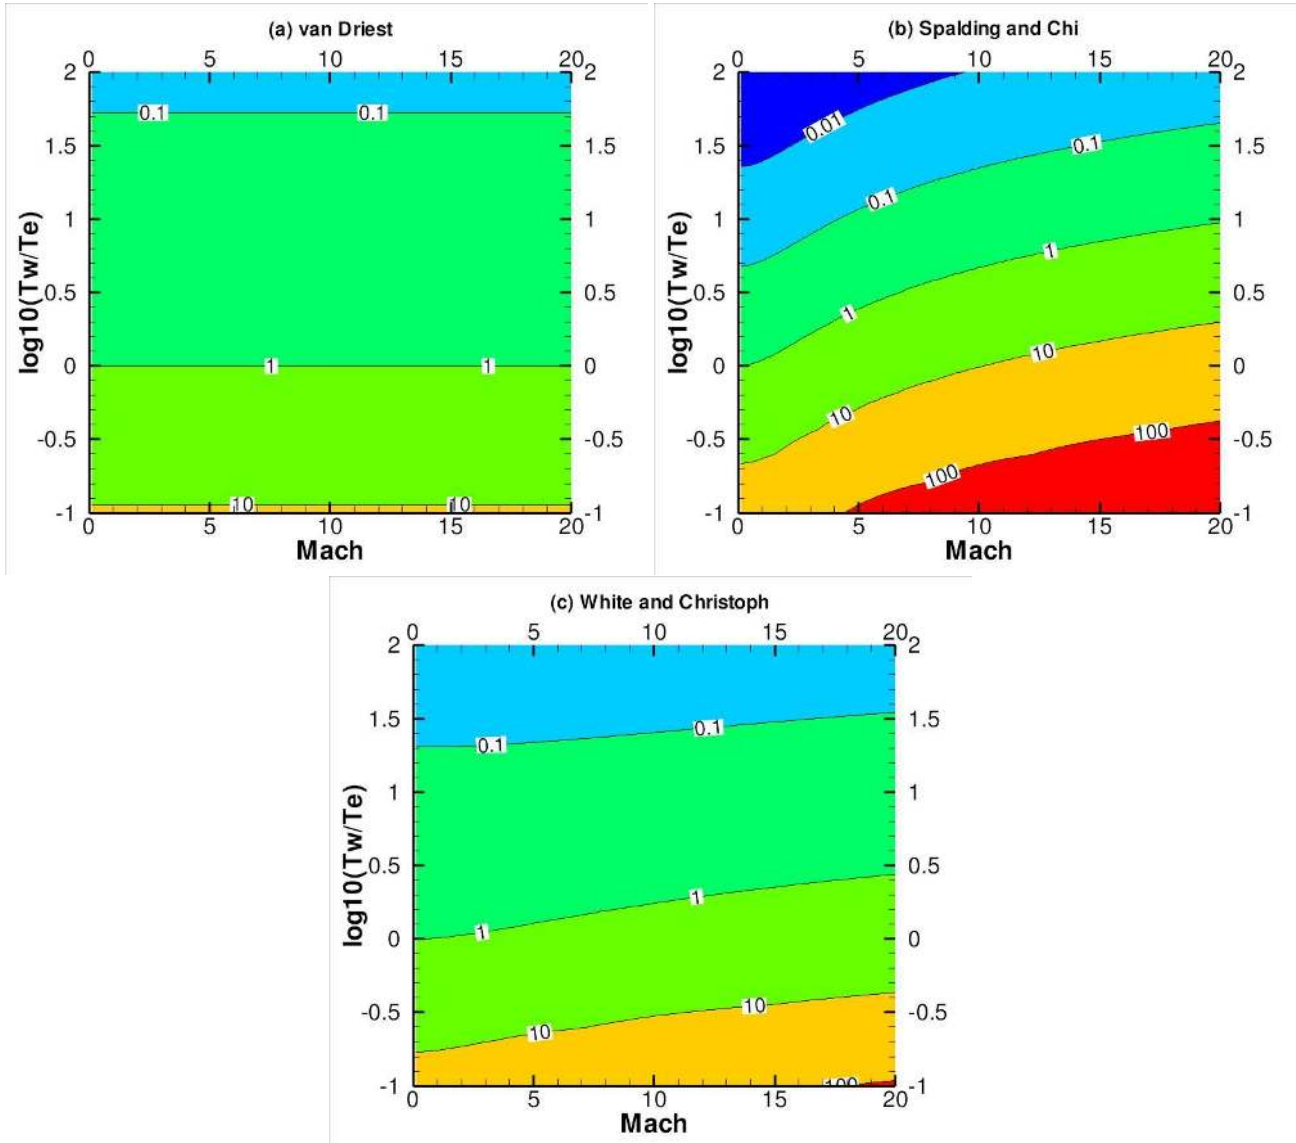 (a) van Driest
0 5 10 15 20
2 2
0.1 0.1
1.5 1.5
1 1
0.5 0.5
0 1 1 0
-0.5 -0.5
10 10
-1 -1
0 5 10 15 20
Mach
log10(Tw/Te)
(b) Spalding and Chi
0 5 10 15 20
2 2
0.01
1.5 0.1 1.5
0.1
1 1
1
0.5 0.5
1
0 10 0
10
-0.5 100 -0.5
100
-1 -1
0 5 10 15 20
Mach
log10(Tw/Te)
(c) White and Christoph
0 5 10 15 20
2 2
1.5 1.5
0.1 0.1
1 1
0.5 0.5
1
0 1 0
-0.5 10 -0.5
10
-1 100 -1
0 5 10 15 20
Mach
log10(Tw/Te)